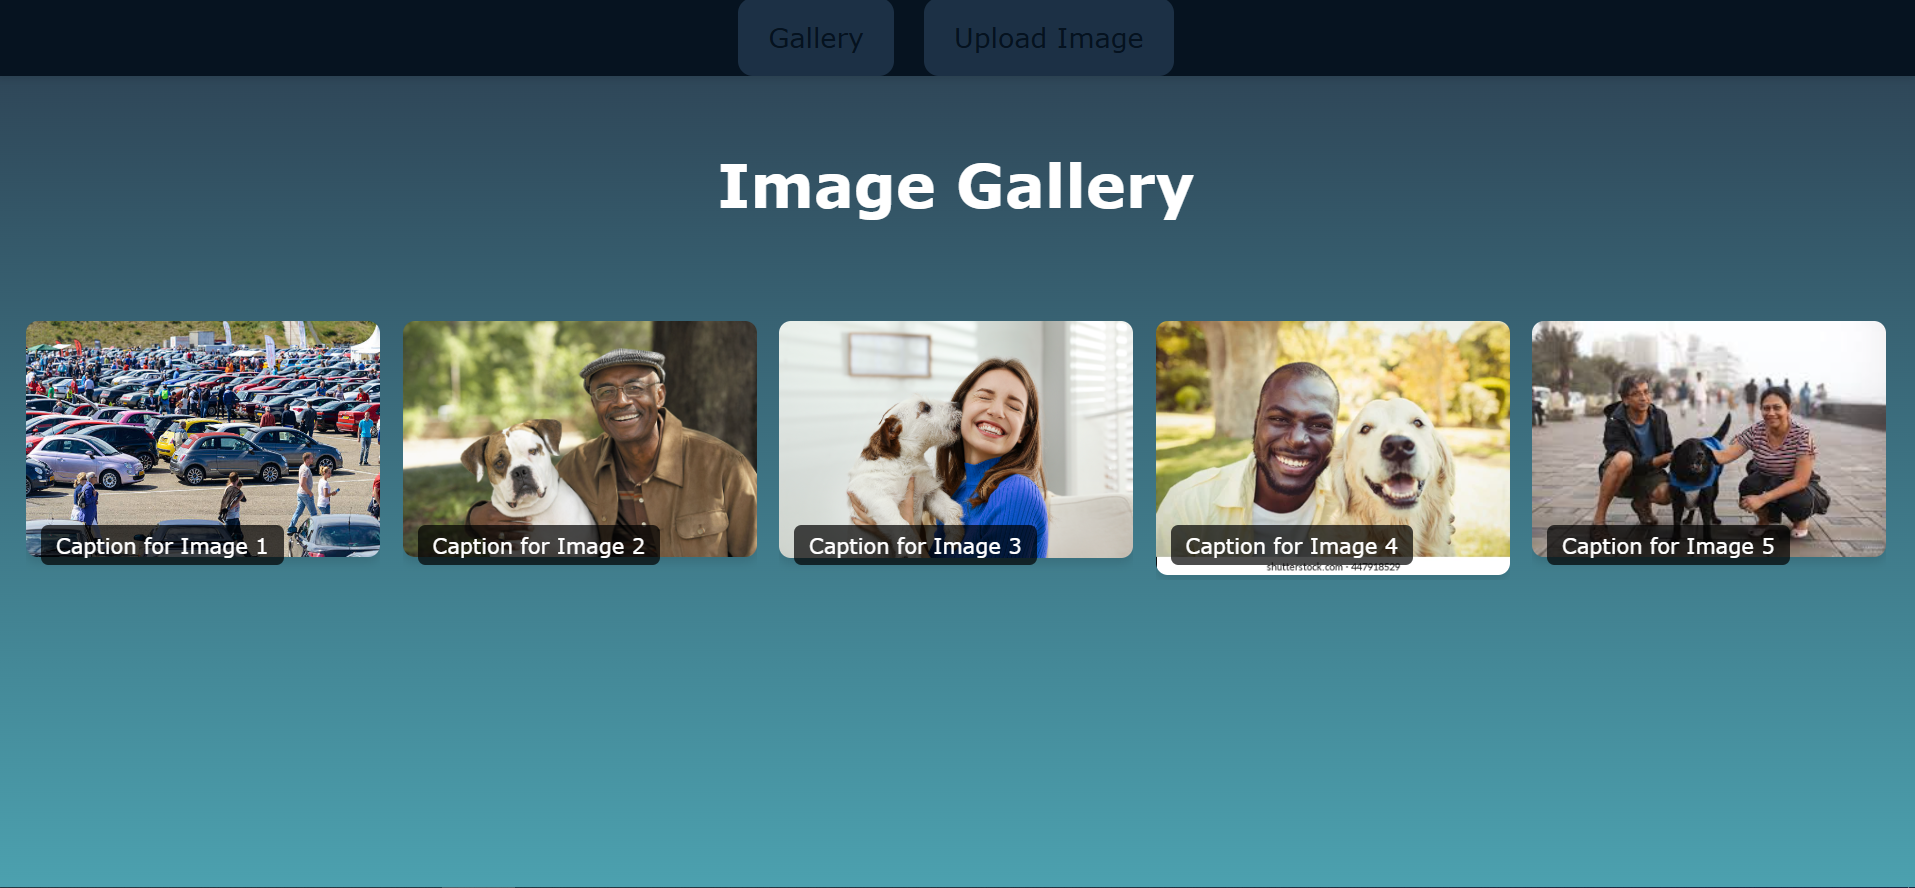 Gallery
Upload Image
Image Gallery
Caption for Image 1
Caption for Image 2
Caption for Image 3
Caption for Image 4
Caption for Image 5
shutterstock.com · 447918529